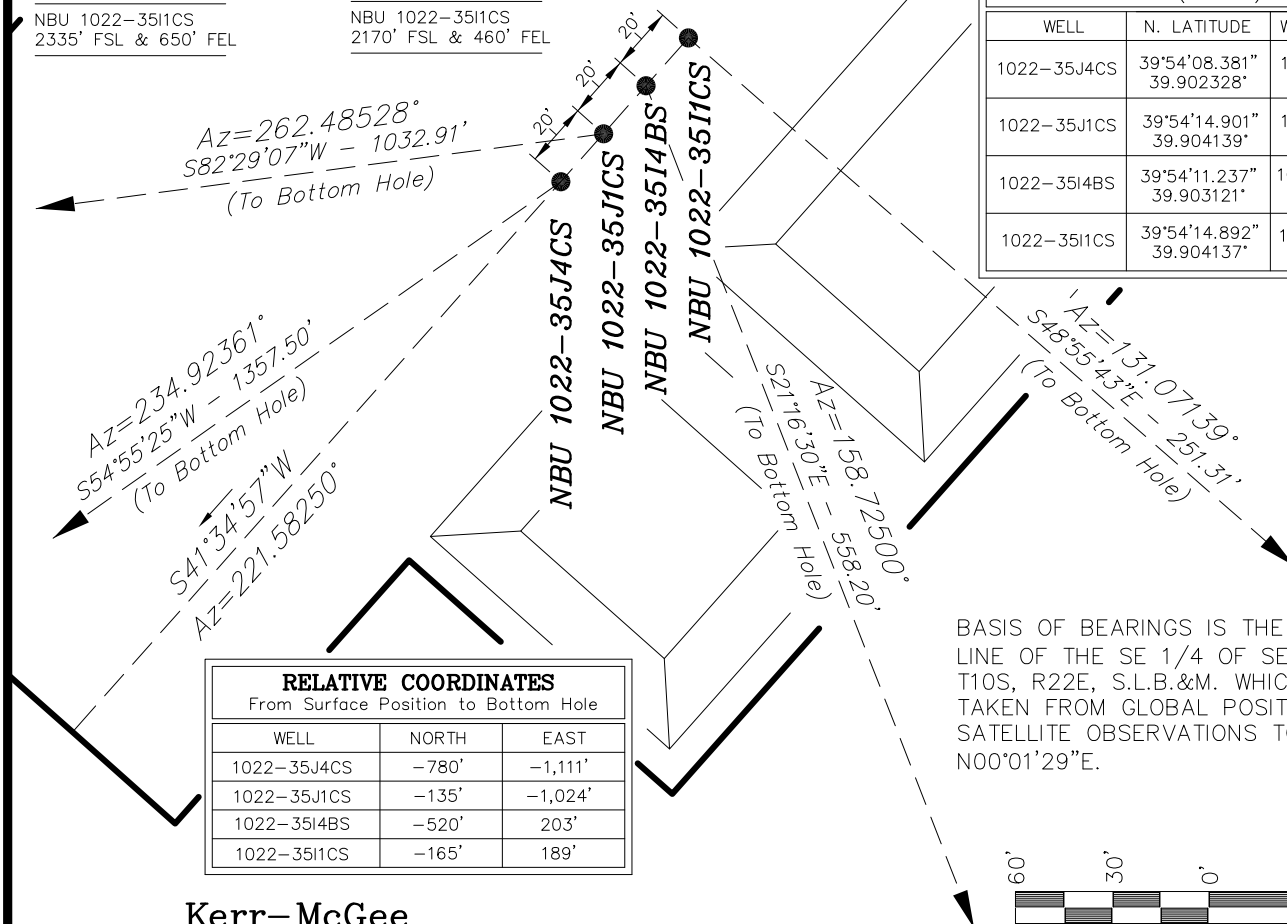 NBU 1022-35I1CS
2335' FSL & 650' FEL
NBU 1022-35I1CS
2170' FSL & 460' FEL
20'
20'
20'
Az=262.48528°
S82°29'07"W - 1032.91'
(To Bottom Hole)
Az=234.92361°
S54°55'25"W - 1357.50'
(To Bottom Hole)
S41°34'57"W
Az=221.58250°
NBU 1022-35J4CS
NBU 1022-35J1CS
NBU 1022-35I4BS
NBU 1022-35I1CS
Az=158.72500°
S21°16'30"E - 558.20'
(To Bottom Hole)
Az=131.07139°
S48°55'43"E - 251.31'
(To Bottom Hole)
WELL N. LATITUDE
1022-35J4CS 39°54'08.381"
39.902328°
1022-35J1CS 39°54'14.901"
39.904139°
1022-35I4BS 39°54'11.237"
39.903121°
1022-35I1CS 39°54'14.892"
39.904137°
RELATIVE COORDINATES
From Surface Position to Bottom Hole
WELL NORTH EAST
1022-35J4CS -780' -1,111'
1022-35J1CS -135' -1,024'
1022-35I4BS -520' 203'
1022-35I1CS -165' 189'
BASIS OF BEARINGS IS THE
LINE OF THE SE 1/4 OF SE
T10S, R22E, S.L.B.&M. WHIC
TAKEN FROM GLOBAL POSIT
SATELLITE OBSERVATIONS T
N00°01'29"E.
60' 30' 0'
Kerr-McGee